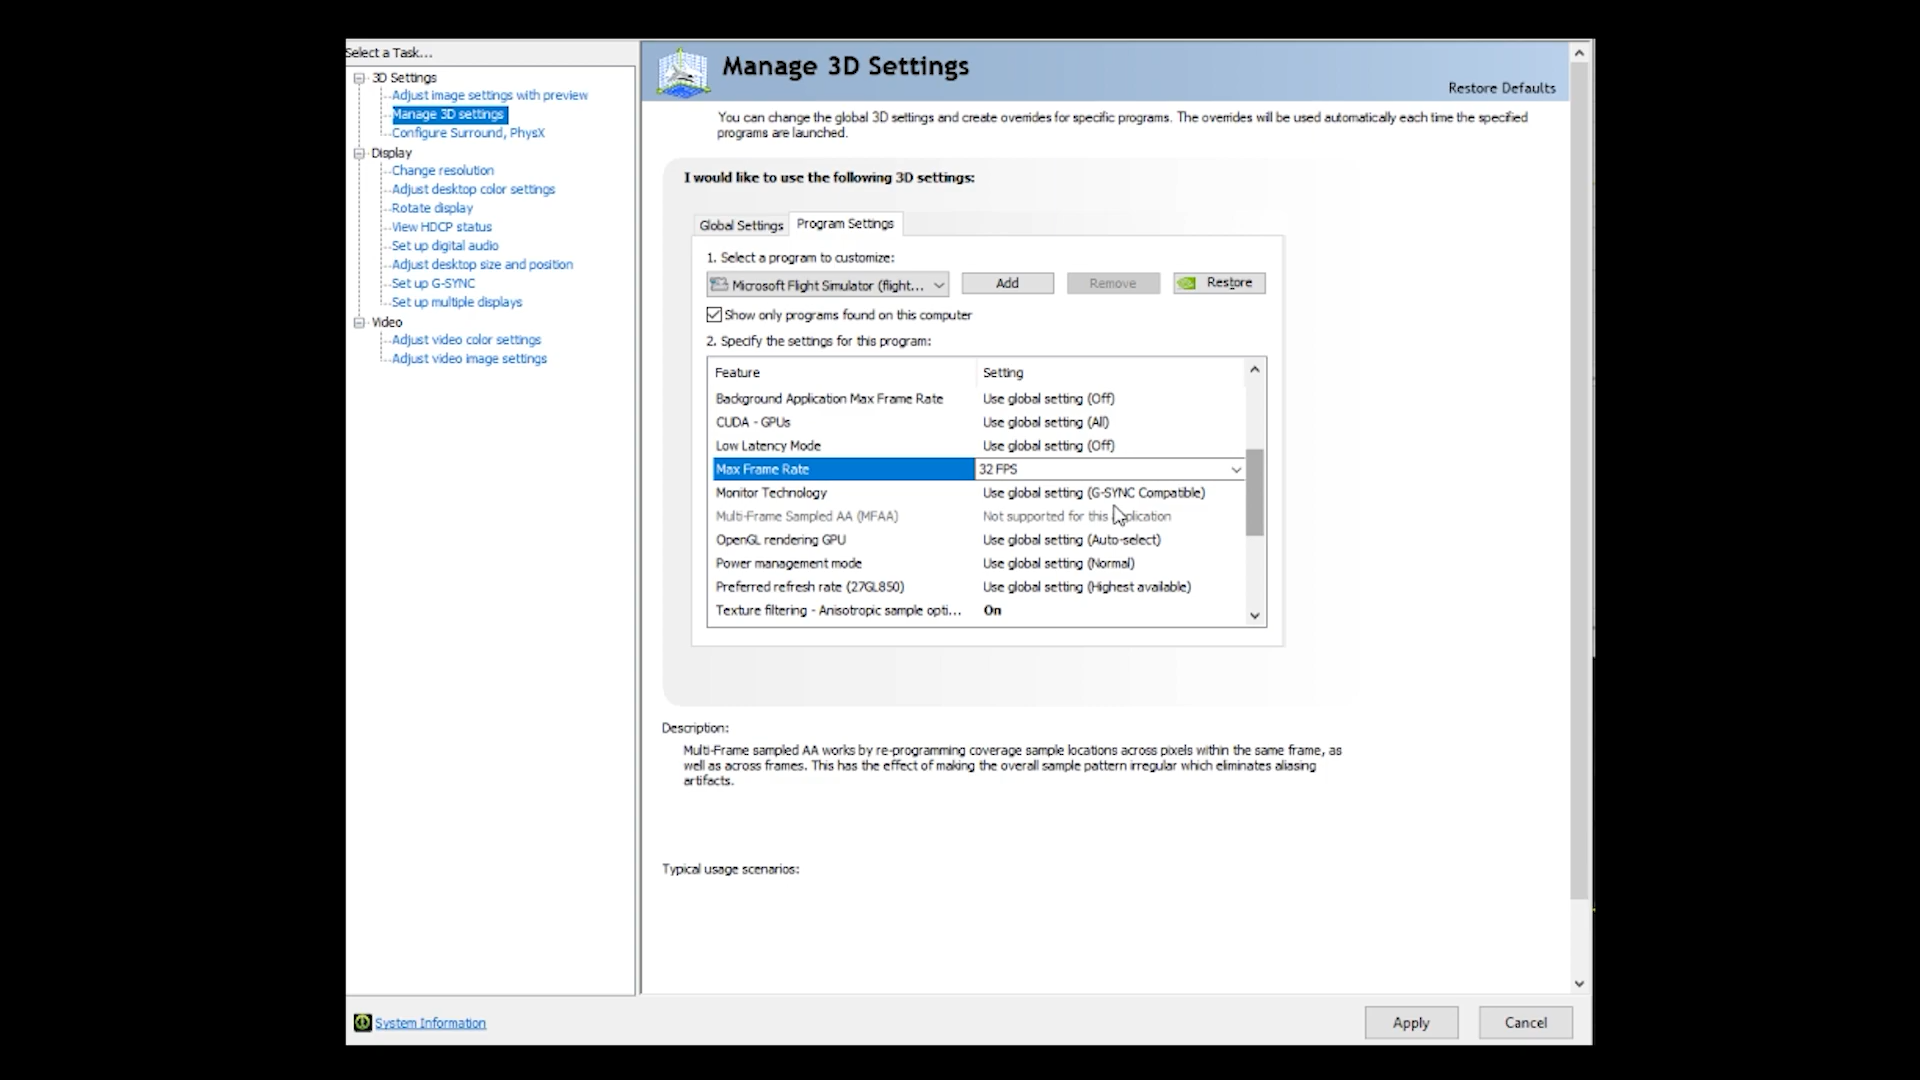 Select a Task...
3D Settings
Adjust image settings with preview
Manage 3D settings
Configure Surround, PhysX
Display
Change resolution
Adjust desktop color settings
Rotate display
View HDCP status
Set up digital audio
Adjust desktop size and position
Set up G-SYNC
Set up multiple displays
Video
Adjust video color settings
Adjust video image settings
System Information
Manage 3D Settings
Restore Defaults
You can change the global 3D settings and create overrides for specific programs. The overrides will be used automatically each time the specified
programs are launched.
I would like to use the following 3D settings:
Global Settings
Program Settings
1. Select a program to customize:
Microsoft Flight Simulator (flight...
Add
Remove
Restore
Show only programs found on this computer
2. Specify the settings for this program:
Feature Setting
Background Application Max Frame Rate Use global setting (Off)
CUDA - GPUs Use global setting (All)
Low Latency Mode Use global setting (Off)
Max Frame Rate 32 FPS
Monitor Technology Use global setting (G-SYNC Compatible)
Multi-Frame Sampled AA (MFAA) Not supported for this application
OpenGL rendering GPU Use global setting (Auto-select)
Power management mode Use global setting (Normal)
Preferred refresh rate (27GL850) Use global setting (Highest available)
Texture filtering - Anisotropic sample opti... On
Description:
Multi-Frame sampled AA works by re-programming coverage sample locations across pixels within the same frame, as
well as across frames. This has the effect of making the overall sample pattern irregular which eliminates aliasing
artifacts.
Typical usage scenarios:
Apply
Cancel